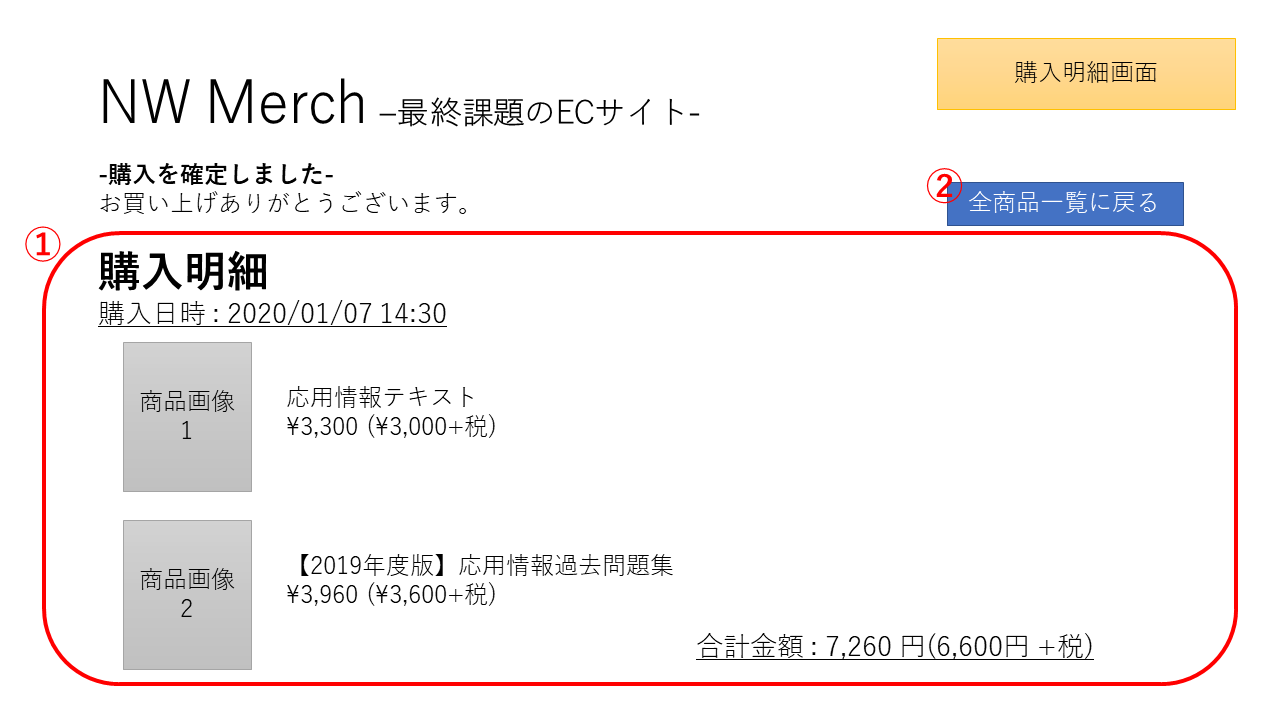 購入明細画面
NW Merch –最終課題のECサイト-
-購入を確定しました-
お買い上げありがとうございます。
②
全商品一覧に戻る
①
購入明細
購入日時 : 2020/01/07 14:30
商品画像
1
応用情報テキスト
¥3,300 (¥3,000+税)
商品画像
2
【2019年度版】応用情報過去問題集
¥3,960 (¥3,600+税)
合計金額 : 7,260 円(6,600円 +税)